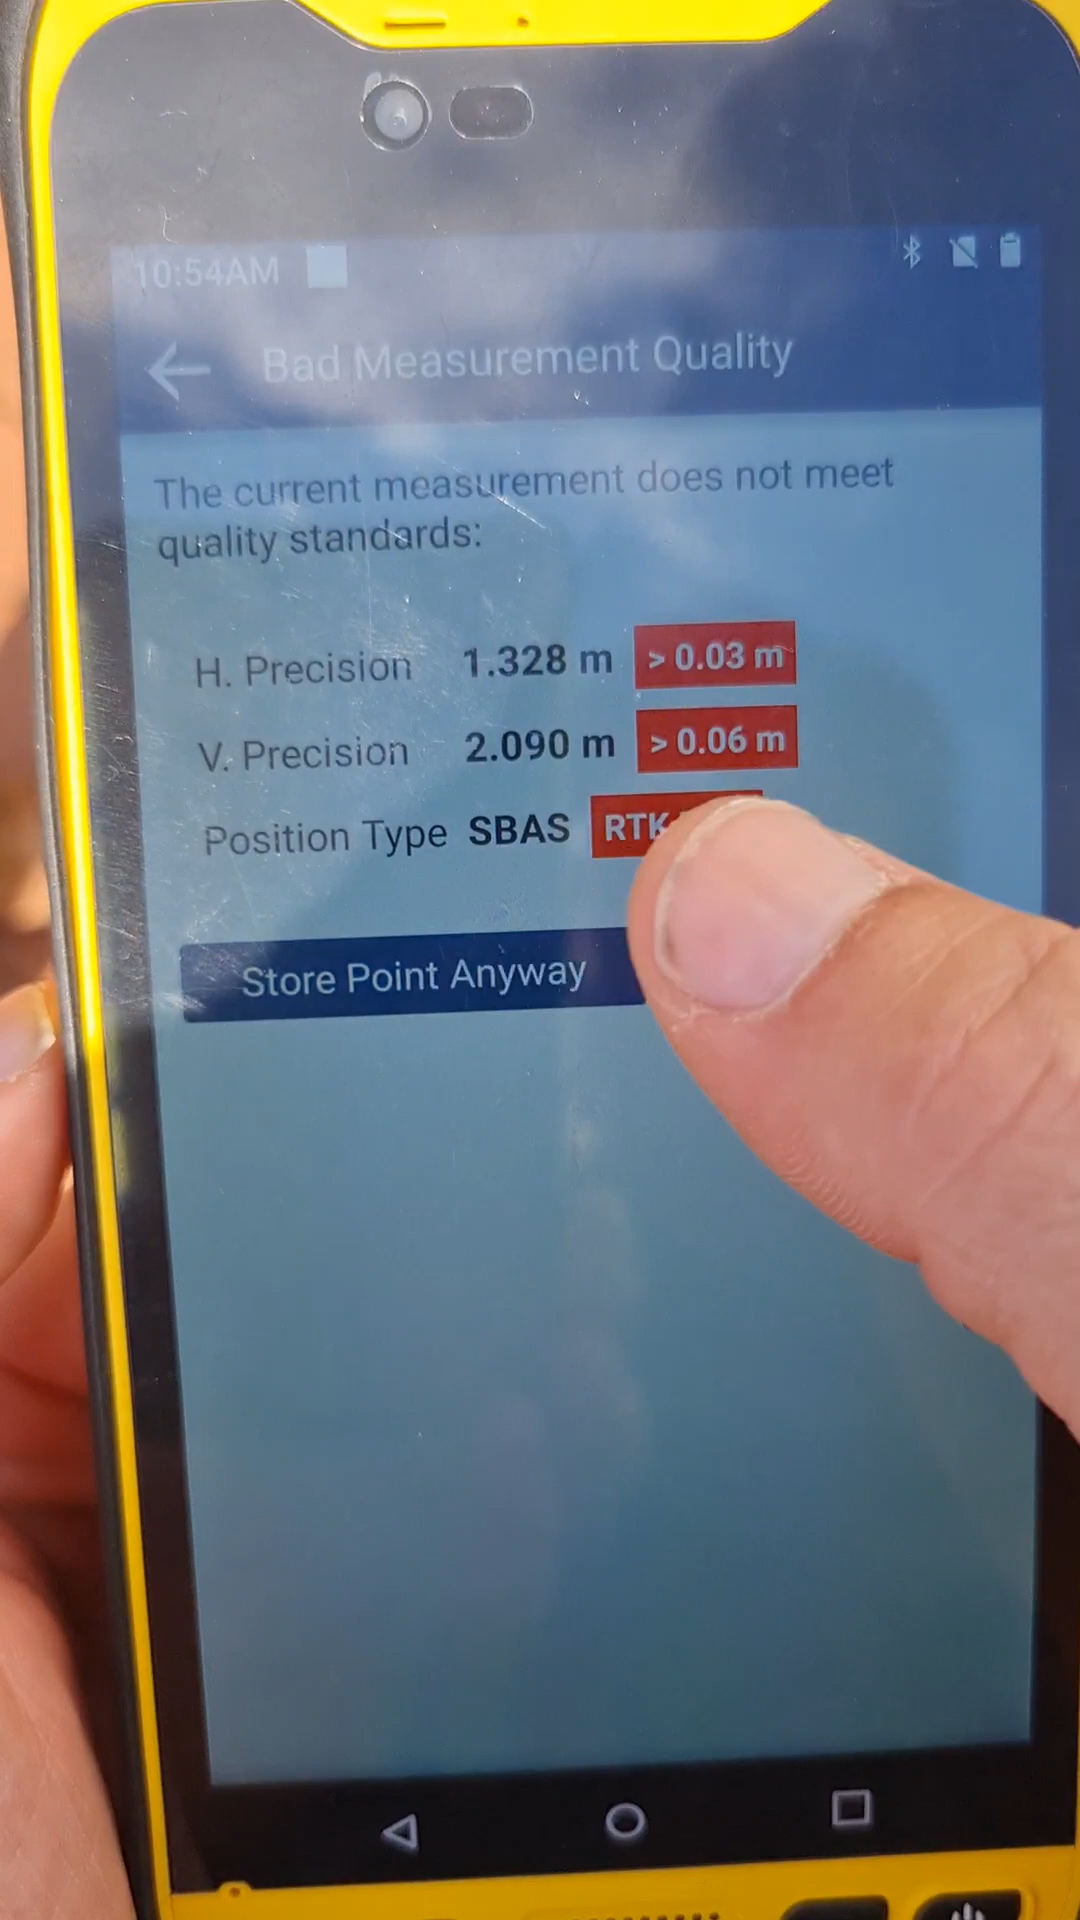 10:54AM
Bad Measurement Quality
The current measurement does not meet
quality standards:
H. Precision 1.328 m > 0.03 m
V. Precision 2.090 m > 0.06 m
Position Type SBAS RTK
Store Point Anyway